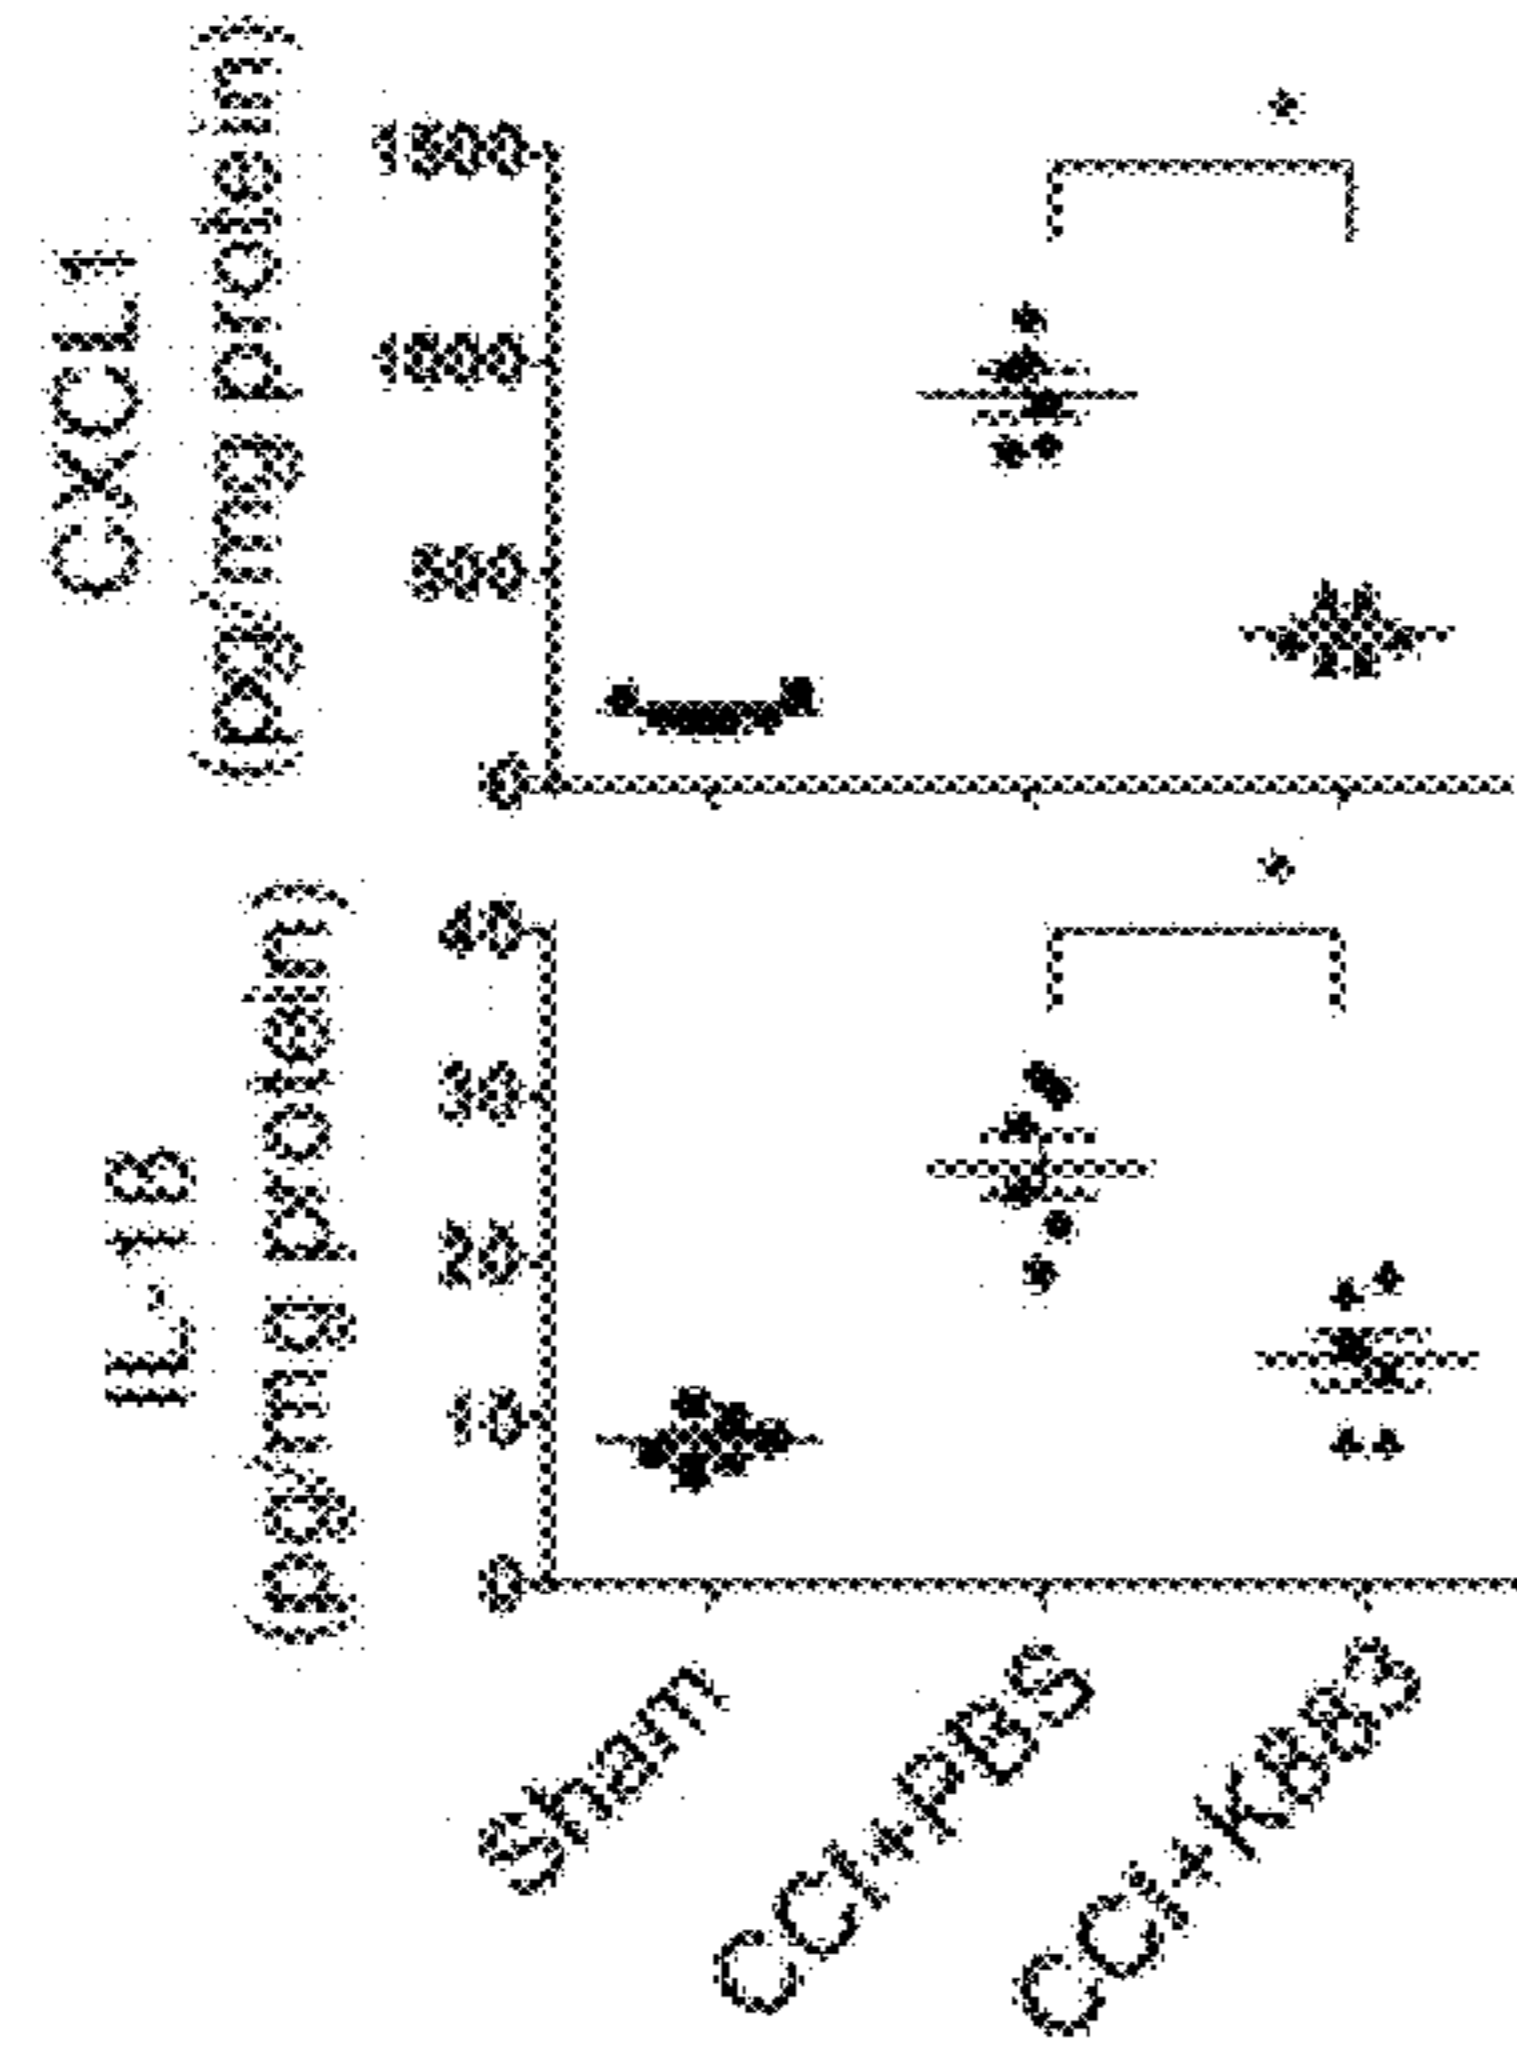 CXCL1
(pg/mg protein)
1500
1000
500
0
*
IL-1B
(pg/mg protein)
40
30
20
10
0
*
Sham
CCI+PBS
CCI+K883